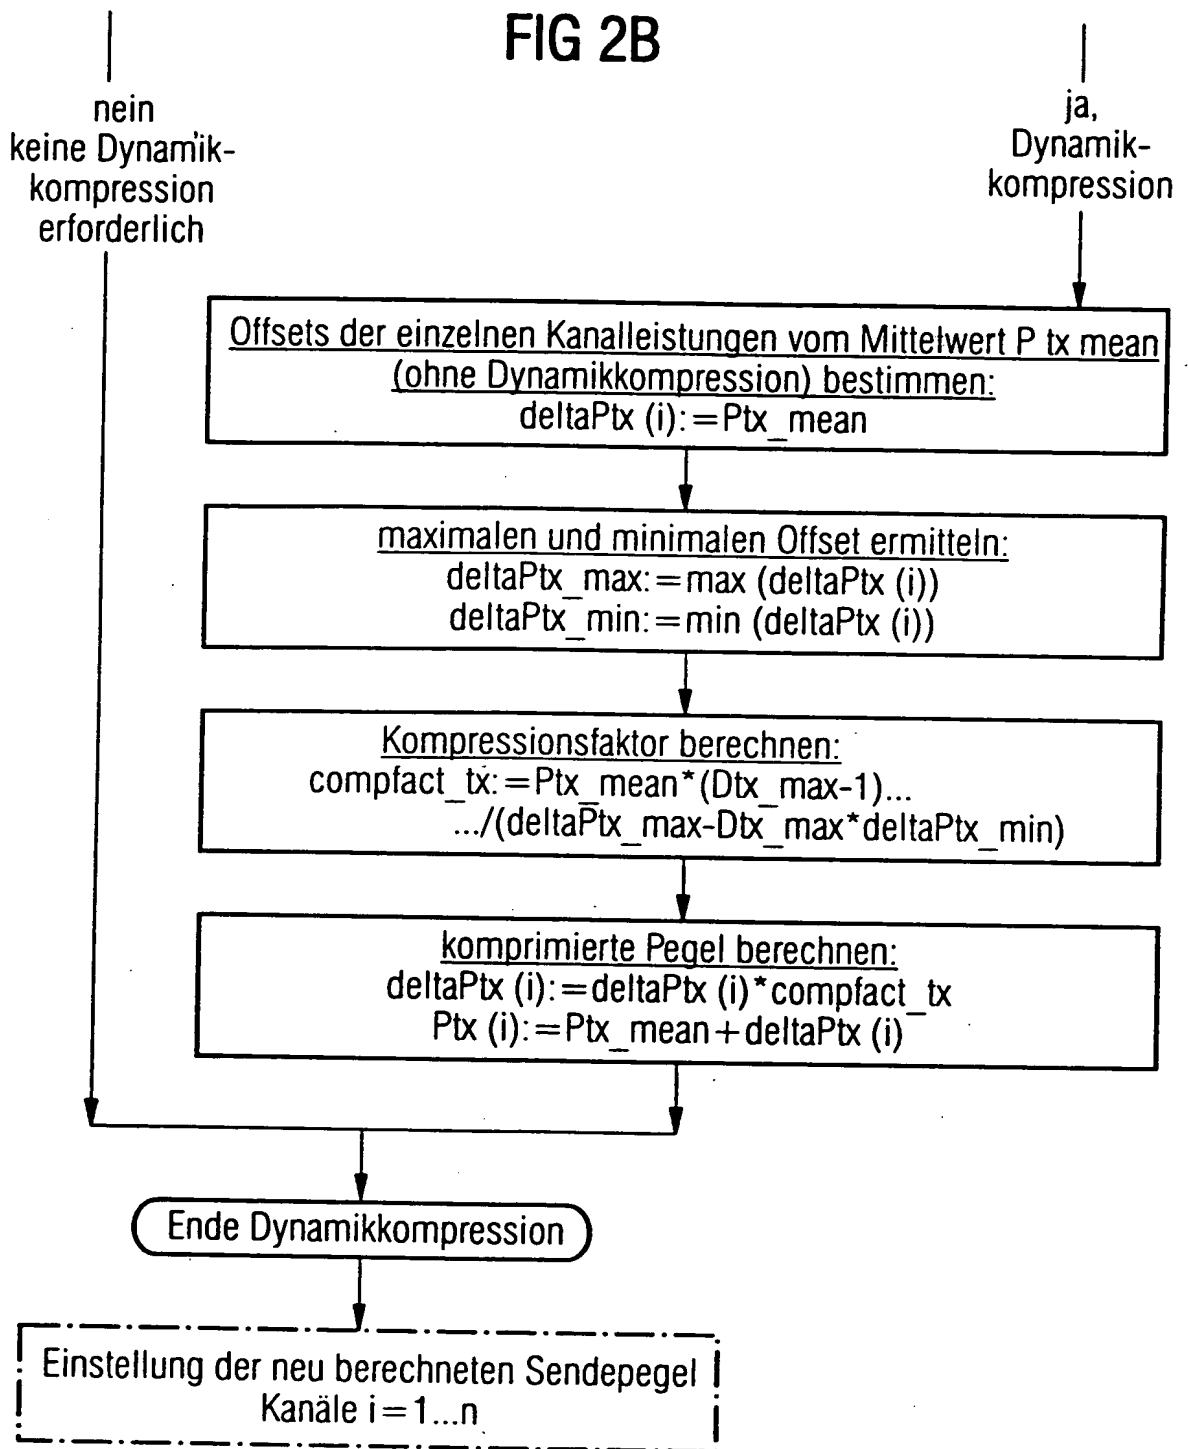 FIG 2B
nein
keine Dynamik-
kompression
erforderlich
ja,
Dynamik-
kompression
Offsets der einzelnen Kanalleistungen vom Mittelwert P tx mean
(ohne Dynamikkompression) bestimmen:
deltaPtx (i):=Ptx_mean
maximalen und minimalen Offset ermitteln:
deltaPtx_max:=max (deltaPtx (i))
deltaPtx_min:=min (deltaPtx (i))
Kompressionsfaktor berechnen:
compfact_tx:=Ptx_mean*(Dtx_max-1)...
.../(deltaPtx_max-Dtx_max*deltaPtx_min)
komprimierte Pegel berechnen:
deltaPtx (i):=deltaPtx (i)*compfact_tx
Ptx (i):=Ptx_mean+deltaPtx (i)
Ende Dynamikkompression
Einstellung der neu berechneten Sendepegel
Kanäle i=1...n